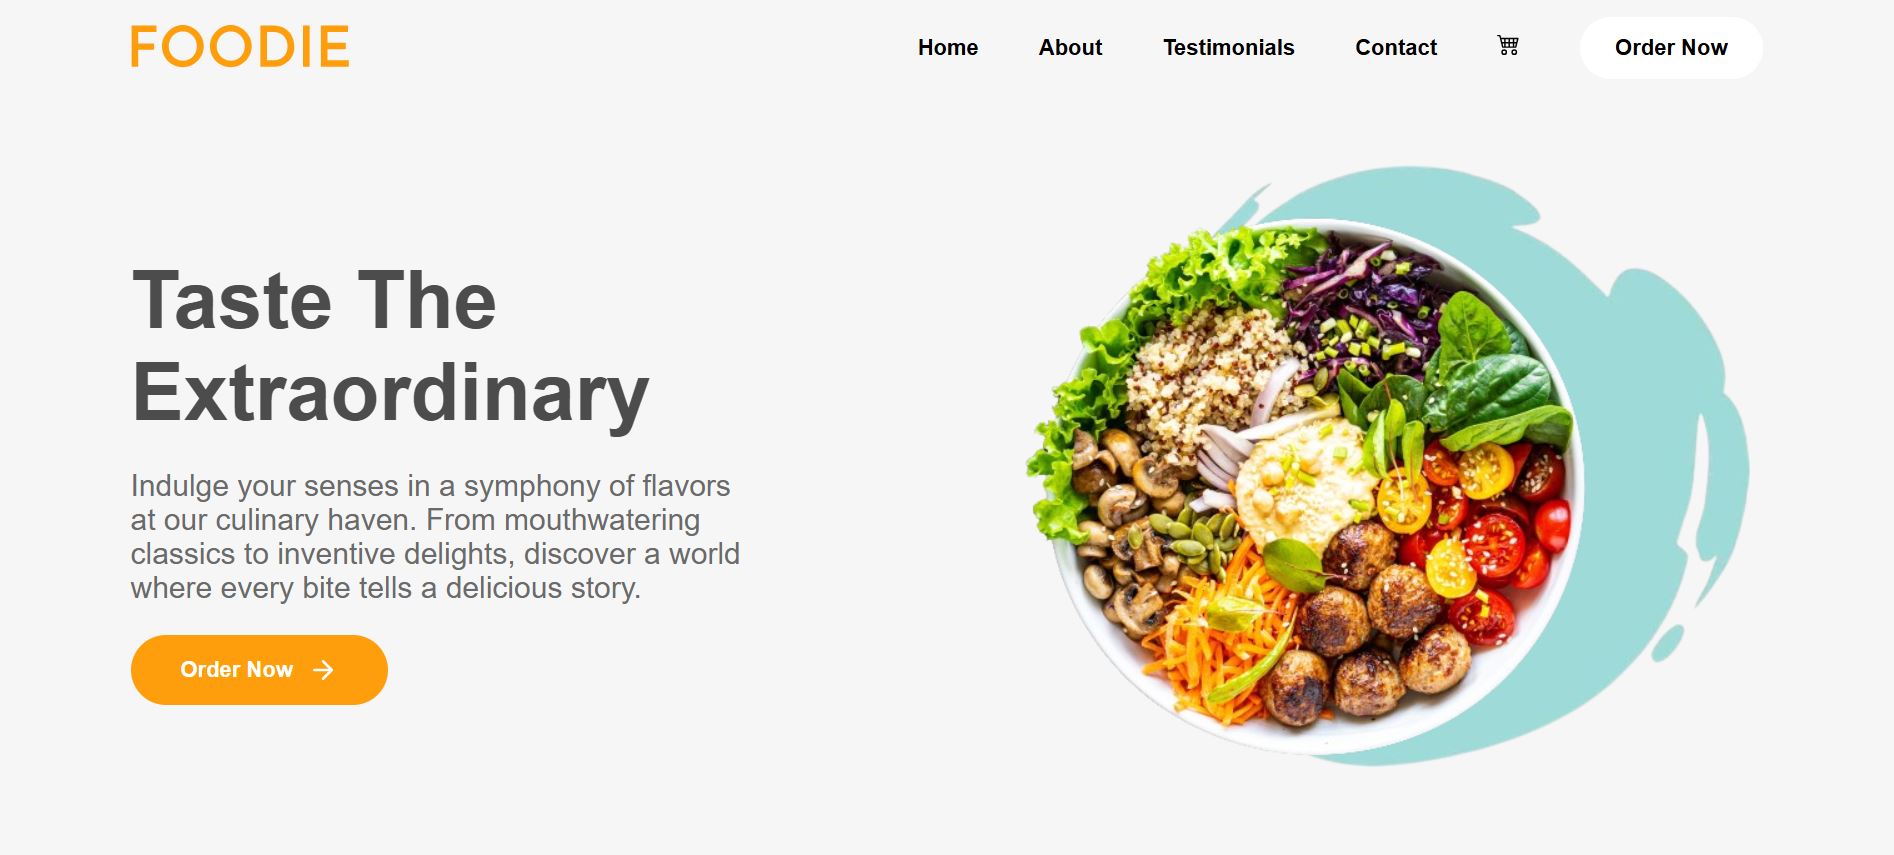 FOODIE
Home
About
Testimonials
Contact
Order Now
Taste The
Extraordinary
Indulge your senses in a symphony of flavors
at our culinary haven. From mouthwatering
classics to inventive delights, discover a world
where every bite tells a delicious story.
Order Now